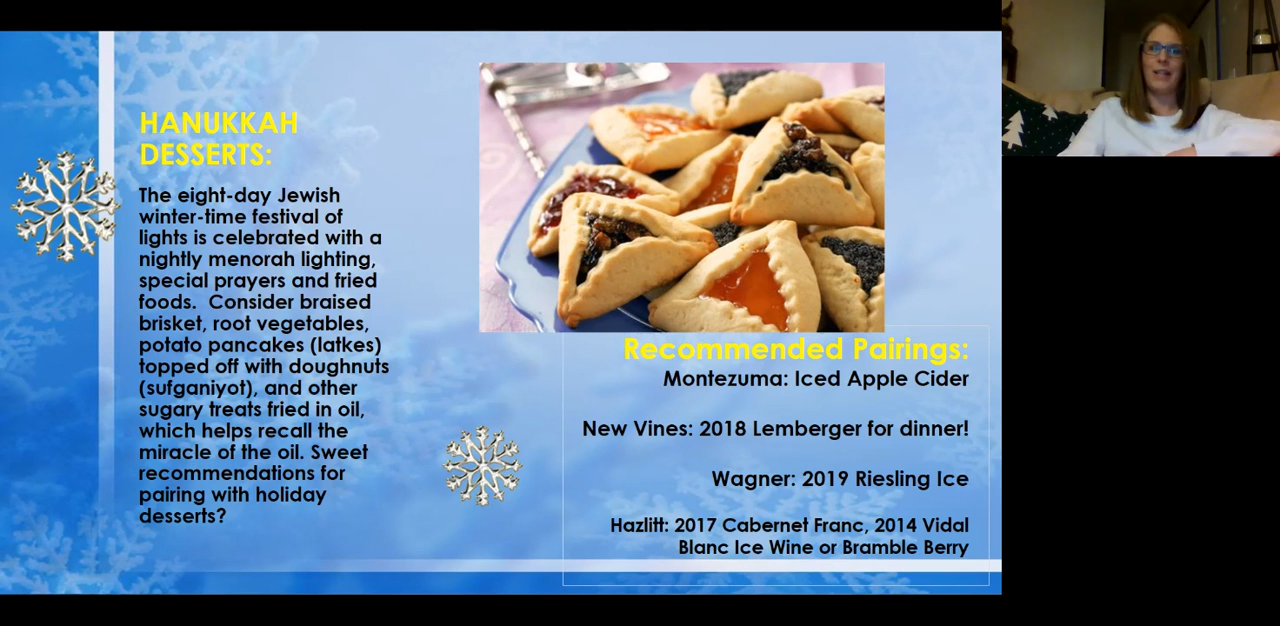 HANUKKAH
DESSERTS:
The eight-day Jewish
winter-time festival of
lights is celebrated with a
nightly menorah lighting,
special prayers and fried
foods.  Consider braised
brisket, root vegetables,
potato pancakes (latkes)
topped off with doughnuts
(sufganiyot), and other
sugary treats fried in oil,
which helps recall the
miracle of the oil. Sweet
recommendations for
pairing with holiday
desserts?
Recommended Pairings:
Montezuma: Iced Apple Cider
New Vines: 2018 Lemberger for dinner!
Wagner: 2019 Riesling Ice
Hazlitt: 2017 Cabernet Franc, 2014 Vidal
Blanc Ice Wine or Bramble Berry